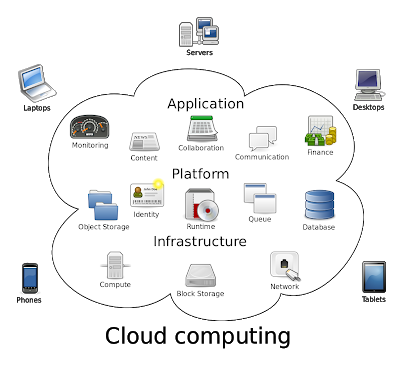 Servers
Laptops
Desktops
Application
Monitoring
NEWS
Content
Collaboration
Communication
Finance
Platform
Object Storage
Identity
Runtime
Queue
Database
Infrastructure
Compute
Block Storage
Network
Phones
Tablets
Cloud computing